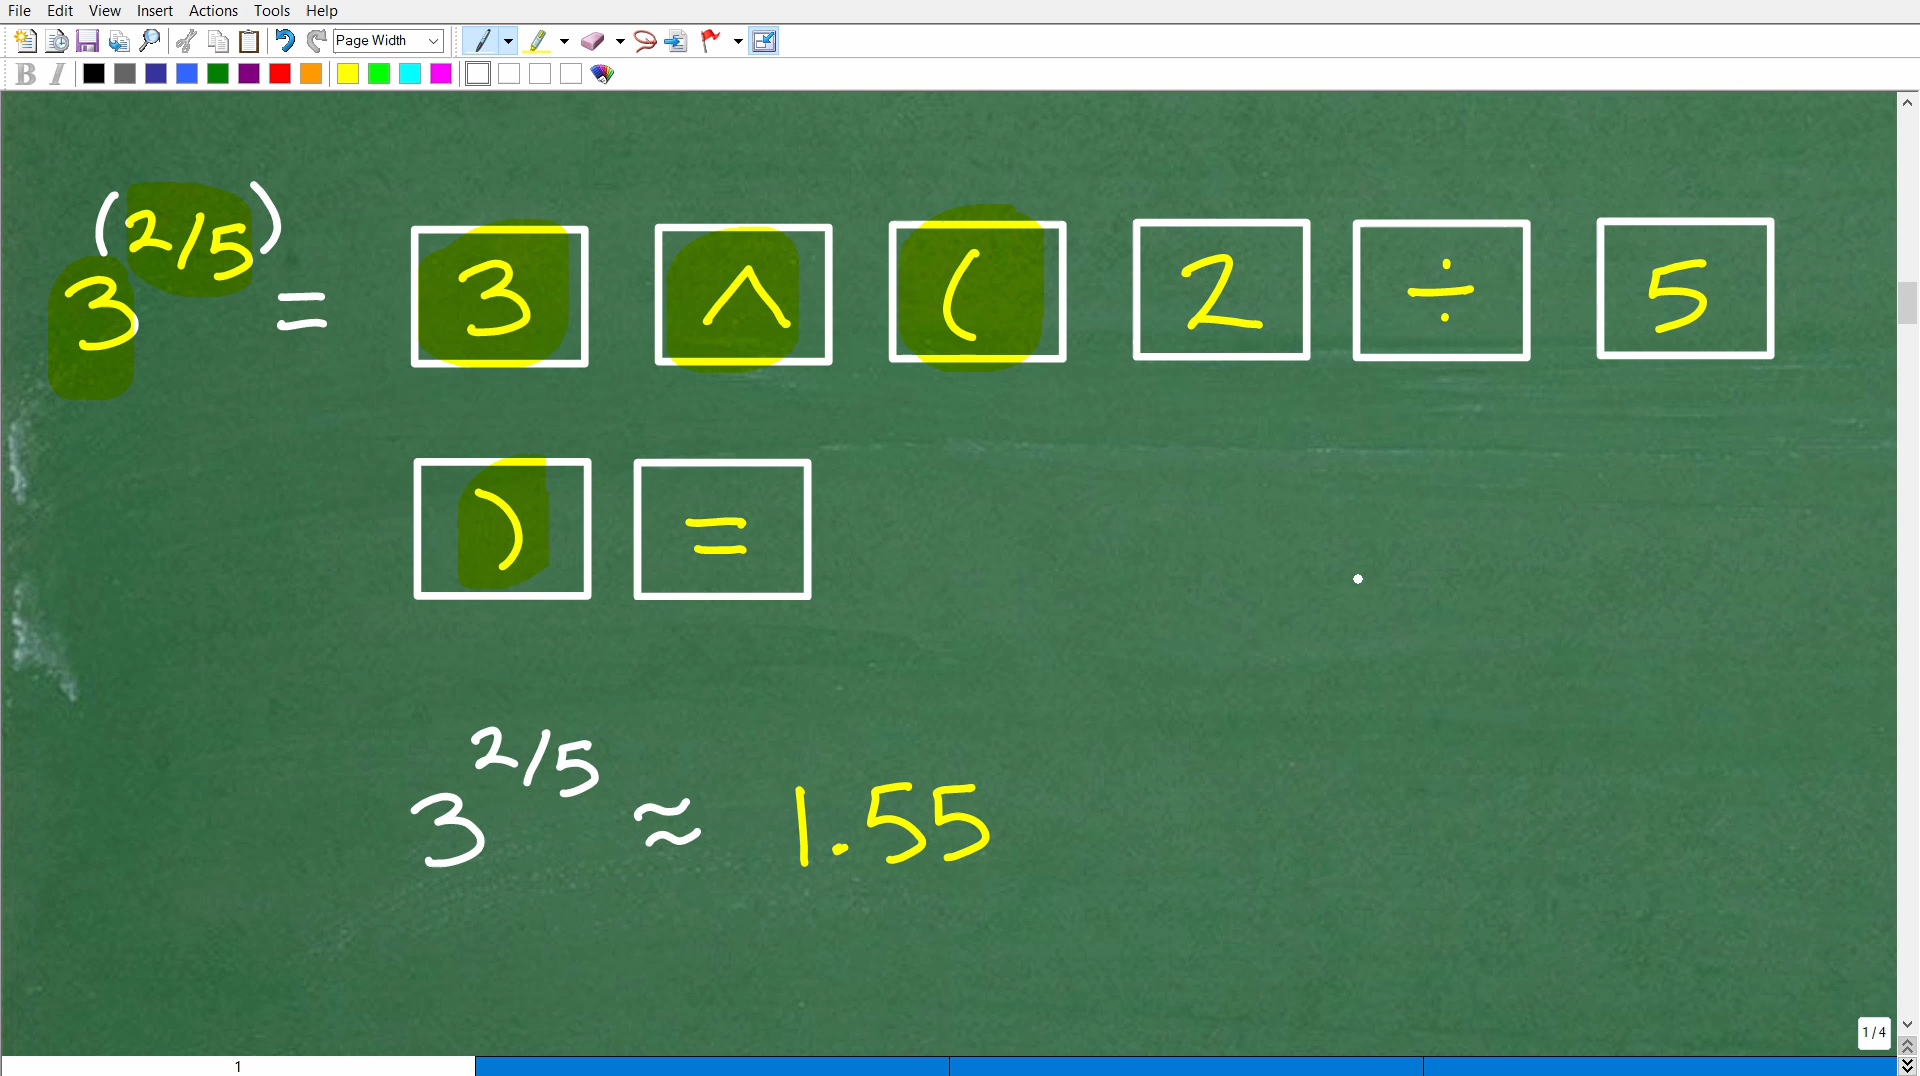 File Edit View Insert Actions Tools Help
Page Width
B I
3^(2/5) = 3 ^ ( 2 ÷ 5
) =
3^2/5 ≈ 1.55
1 / 4
1